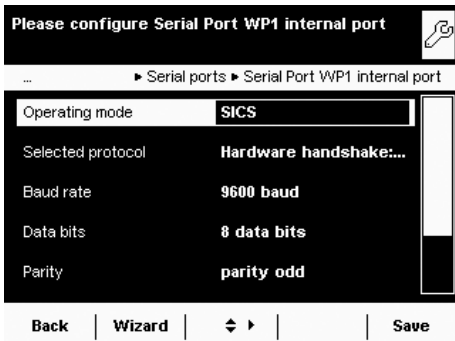 Please configure Serial Port WP1 internal port
... ▸ Serial ports ▸ Serial Port WP1 internal port
Operating mode SICS
Selected protocol Hardware handshake:...
Baud rate 9600 baud
Data bits 8 data bits
Parity parity odd
Back Wizard Save